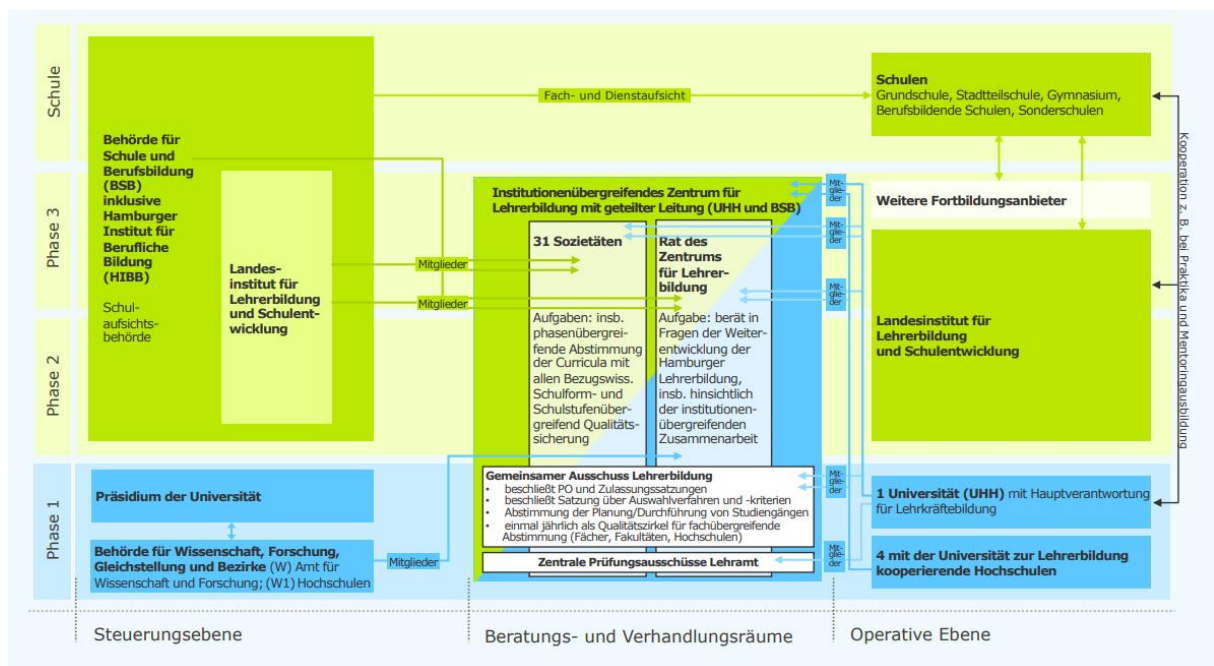 Schule
Phase 3
Phase 2
Phase 1
Behörde für
Schule und
Berufsbildung
(BSB)
inklusive
Hamburger
Institut für
Berufliche
Bildung
(HIBB)
Schul-
aufsichts-
behörde
Landes-
institut für
Lehrerbildung
und Schulent-
wicklung
Fach- und Dienstaufsicht
Mitglieder
Mitglieder
Präsidium der Universität
Behörde für Wissenschaft, Forschung,
Gleichstellung und Bezirke (W) Amt für
Wissenschaft und Forschung; (W1) Hochschulen
Mitglieder
Institutionenübergreifendes Zentrum für
Lehrerbildung mit geteilter Leitung (UHH und BSB)
31 Sozietäten
Aufgaben: insb.
phasenübergrei-
fende Abstimmung
der Curricula mit
allen Bezugswiss.
Schulform- und
Schulstufenüber-
greifend Qualitäts-
sicherung
Rat des
Zentrums
für Lehrer-
bildung
Aufgabe: berät in
Fragen der Weiter-
entwicklung der
Hamburger
Lehrerbildung,
insb. hinsichtlich
der institutionen-
übergreifenden
Zusammenarbeit
Gemeinsamer Ausschuss Lehrerbildung
• beschließt PO und Zulassungssatzungen
• beschließt Satzung über Auswahlverfahren und -kriterien
• Abstimmung der Planung/Durchführung von Studiengängen
• einmal jährlich als Qualitätszirkel für fachübergreifende
Abstimmung (Fächer, Fakultäten, Hochschulen)
Zentrale Prüfungsausschüsse Lehramt
Mit-
glie-
der
Mit-
glie-
der
Mit-
glie-
der
Mit-
glie-
der
Mit-
glie-
der
Schulen
Grundschule, Stadtteilschule, Gymnasium,
Berufsbildende Schulen, Sonderschulen
Weitere Fortbildungsanbieter
Landesinstitut für
Lehrerbildung
und Schulentwicklung
1 Universität (UHH) mit Hauptverantwortung
für Lehrkräftebildung
4 mit der Universität zur Lehrerbildung
kooperierende Hochschulen
Kooperation z. B. bei Praktika und Mentoringausbildung
Steuerungsebene
Beratungs- und Verhandlungsräume
Operative Ebene